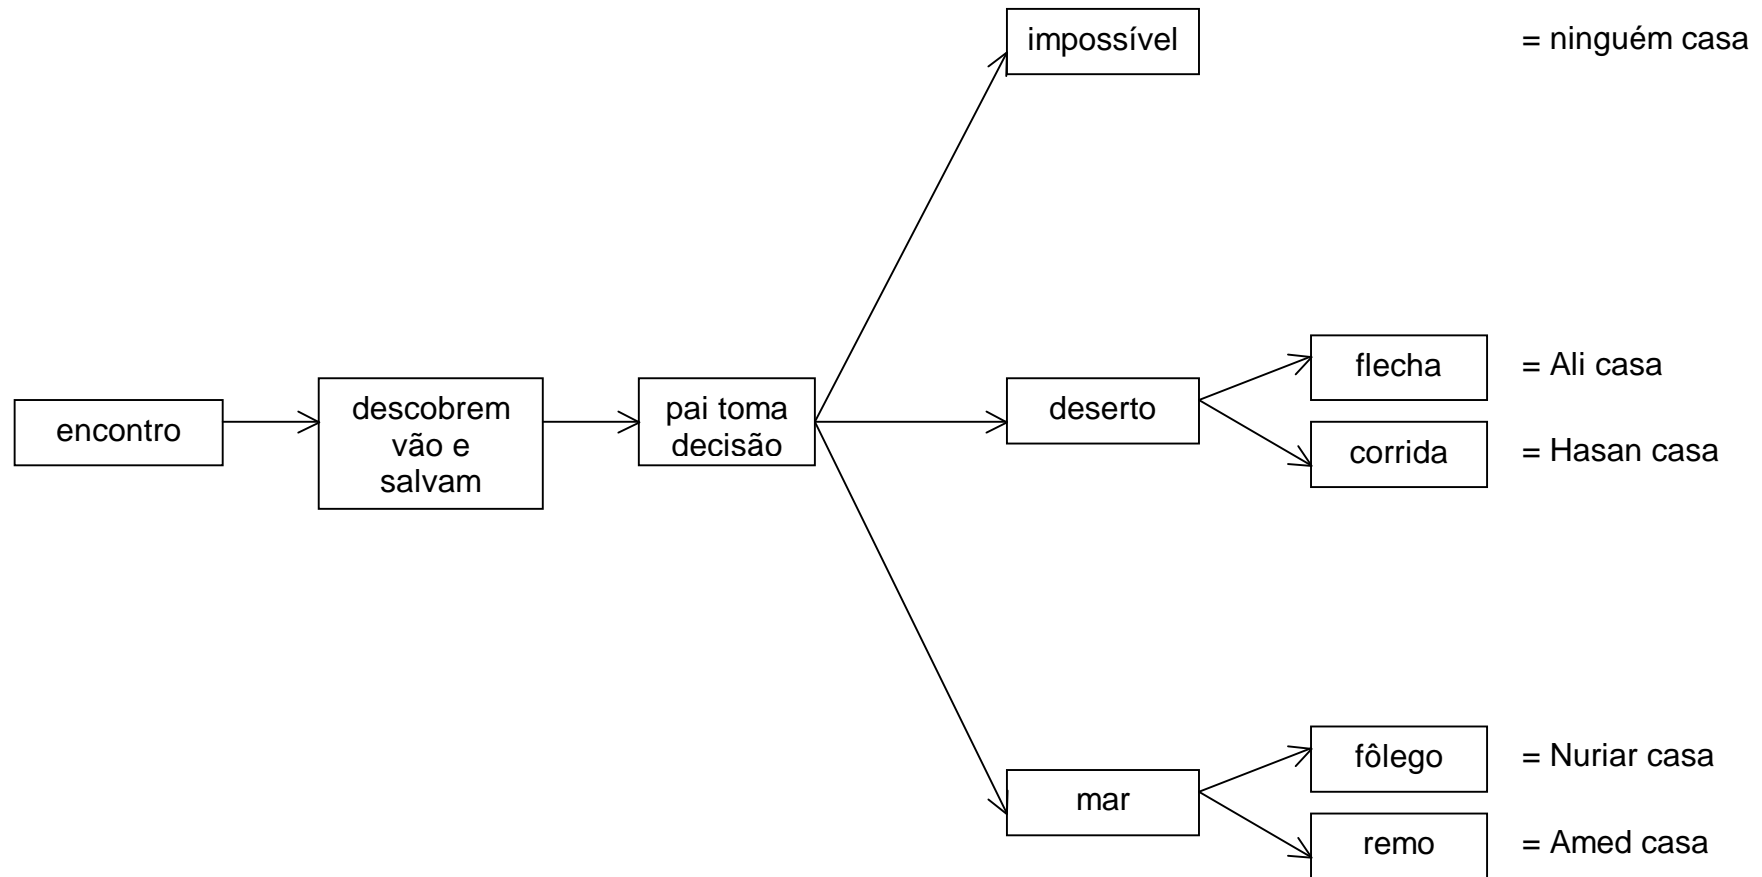 impossível
= ninguém casa
encontro
descobrem
vão e
salvam
pai toma
decisão
deserto
flecha
= Ali casa
corrida
= Hasan casa
mar
fôlego
= Nuriar casa
remo
= Amed casa